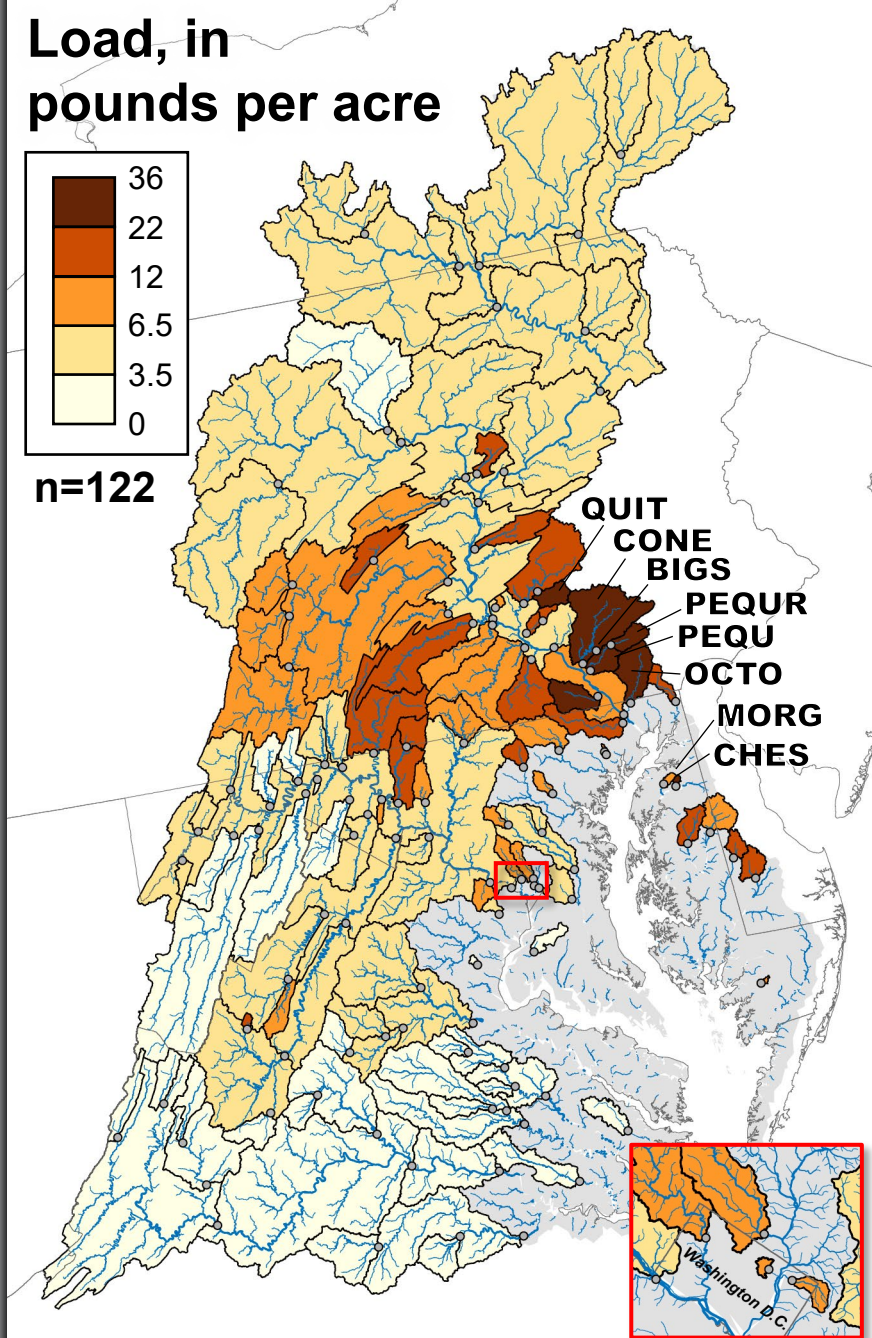 Load, in
pounds per acre
36
22
12
6.5
3.5
0
n=122
QUIT
CONE
BIGS
PEQUR
PEQU
OCTO
MORG
CHES
Washington D.C.